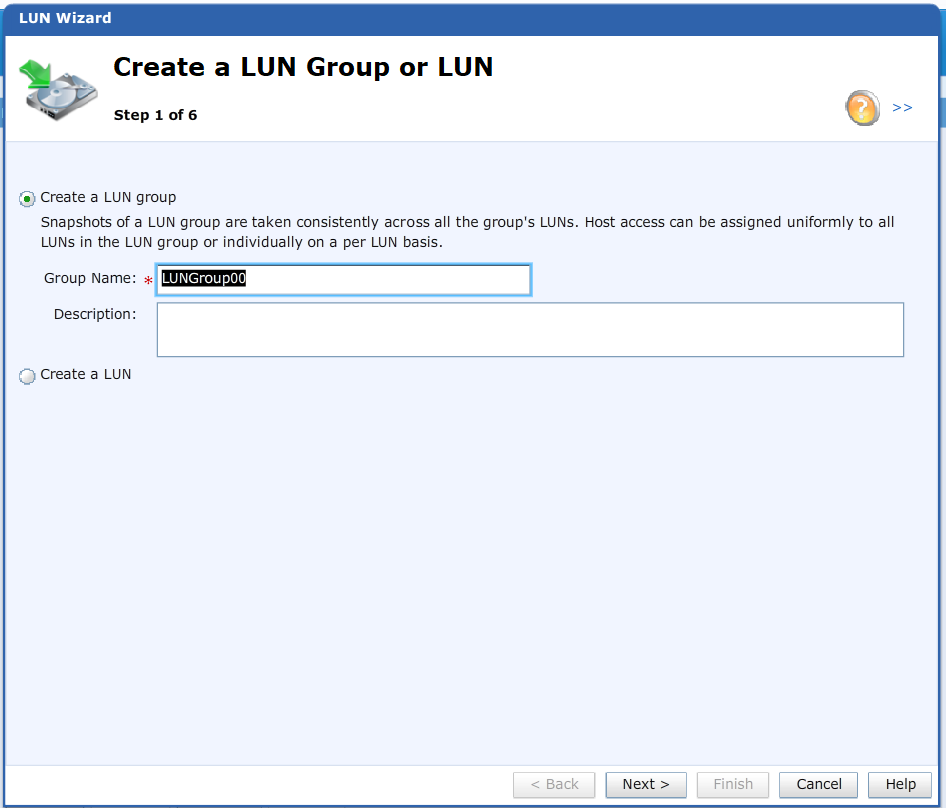 LUN Wizard
Create a LUN Group or LUN
Step 1 of 6
?
>>
Create a LUN group
Snapshots of a LUN group are taken consistently across all the group's LUNs. Host access can be assigned uniformly to all
LUNs in the LUN group or individually on a per LUN basis.
Group Name: * LUNGroup00
Description:
Create a LUN
< Back Next > Finish Cancel Help